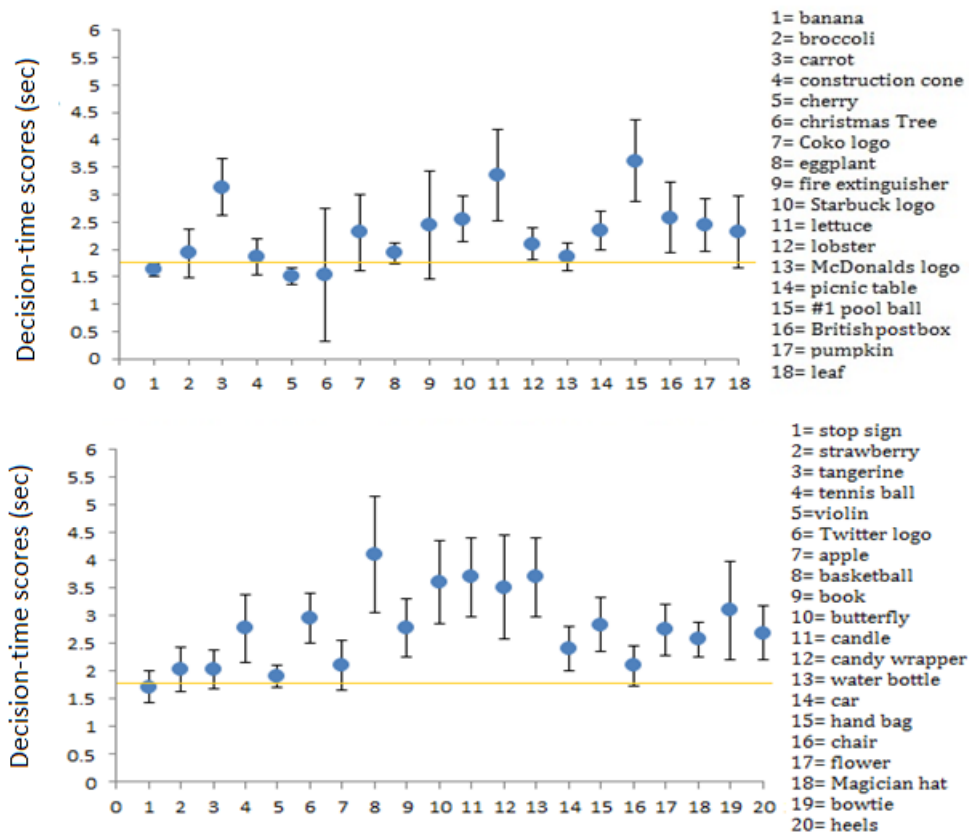 Decision-time scores (sec)
6
5.5
5
4.5
4
3.5
3
2.5
2
1.5
1
0.5
0
0 1 2 3 4 5 6 7 8 9 10 11 12 13 14 15 16 17 18
1= banana
2= broccoli
3= carrot
4= construction cone
5= cherry
6= christmas Tree
7= Coko logo
8= eggplant
9= fire extinguisher
10= Starbuck logo
11= lettuce
12= lobster
13= McDonalds logo
14= picnic table
15= #1 pool ball
16= Britishpostbox
17= pumpkin
18= leaf
Decision-time scores (sec)
6
5.5
5
4.5
4
3.5
3
2.5
2
1.5
1
0.5
0
0 1 2 3 4 5 6 7 8 9 10 11 12 13 14 15 16 17 18 19 20
1= stop sign
2= strawberry
3= tangerine
4= tennis ball
5=violin
6= Twitter logo
7= apple
8= basketball
9= book
10= butterfly
11= candle
12= candy wrapper
13= water bottle
14= car
15= hand bag
16= chair
17= flower
18= Magician hat
19= bowtie
20= heels